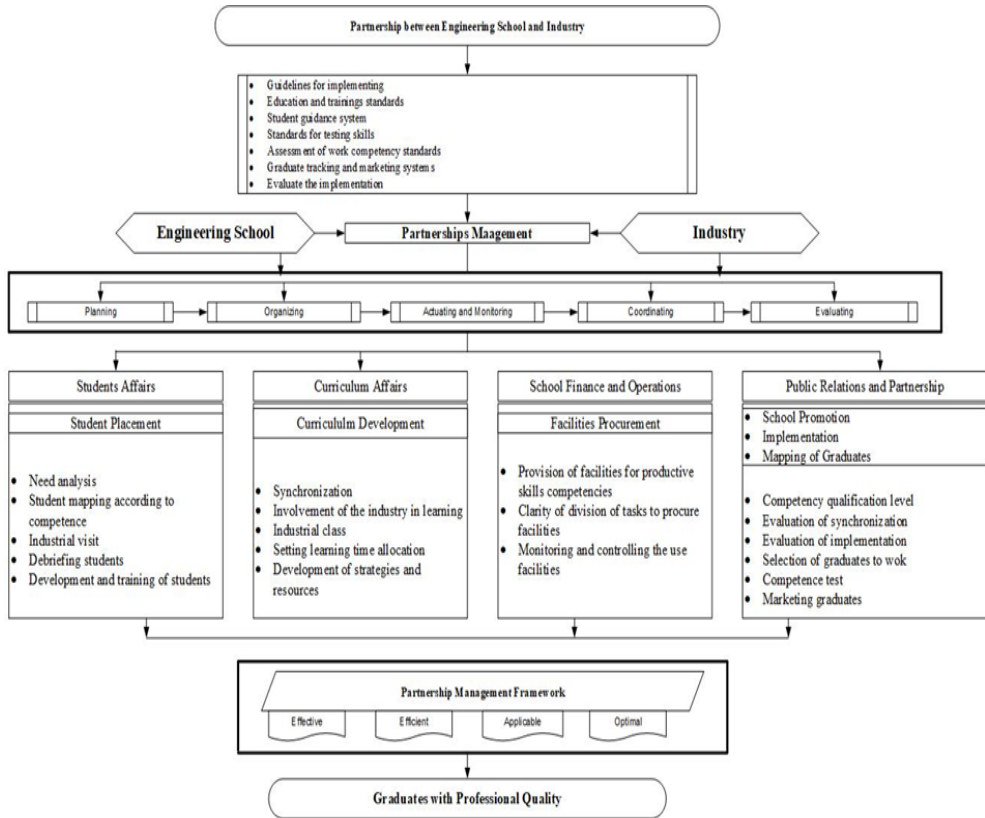 Partnership between Engineering School and Industry
• Guidelines for implementing
• Education and trainings standards
• Student guidance system
• Standards for testing skills
• Assessment of work competency standards
• Graduate tracking and marketing systems
• Evaluate the implementation
Engineering School
Partnerships Maagement
Industry
Planning
Organizing
Actuating and Monitoring
Coordinating
Evaluating
Students Affairs
Student Placement
• Need analysis
• Student mapping according to
competence
• Industrial visit
• Debriefing students
• Development and training of students
Curriculum Affairs
Curricululm Development
• Synchronization
• Involvement of the industry in learning
• Industrial class
• Setting learning time allocation
• Development of strategies and
resources
School Finance and Operations
Facilities Procurement
• Provision of facilities for productive
skills competencies
• Clarity of division of tasks to procure
facilities
• Monitoring and controlling the use
facilities
Public Relations and Partnership
• School Promotion
• Implementation
• Mapping of Graduates
• Competency qualification level
• Evaluation of synchronization
• Evaluation of implementation
• Selection of graduates to wok
• Competence test
• Marketing graduates
Partnership Management Framework
Effective
Efficient
Applicable
Optimal
Graduates with Professional Quality